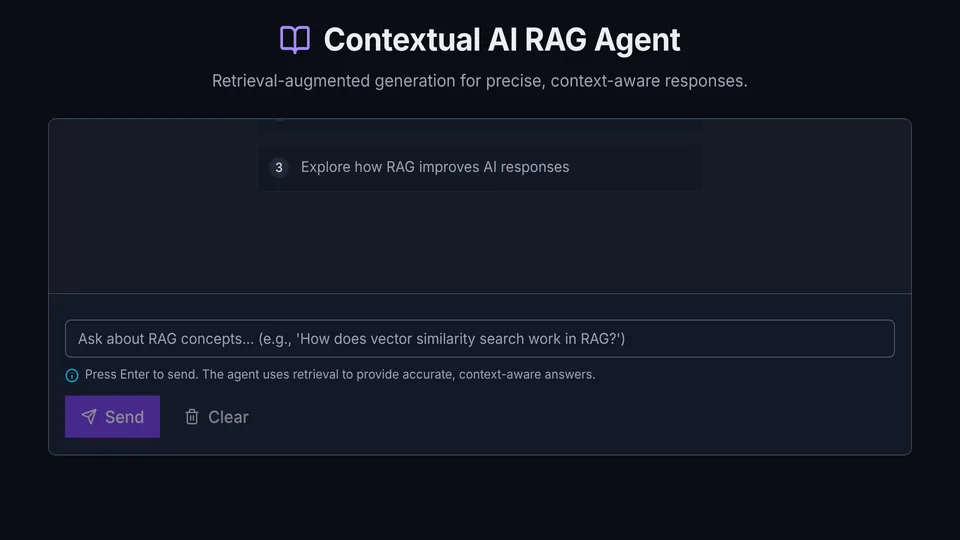 Contextual AI RAG Agent
Retrieval-augmented generation for precise, context-aware responses.
3 Explore how RAG improves AI responses
Ask about RAG concepts... (e.g., 'How does vector similarity search work in RAG?')
Press Enter to send. The agent uses retrieval to provide accurate, context-aware answers.
Send Clear